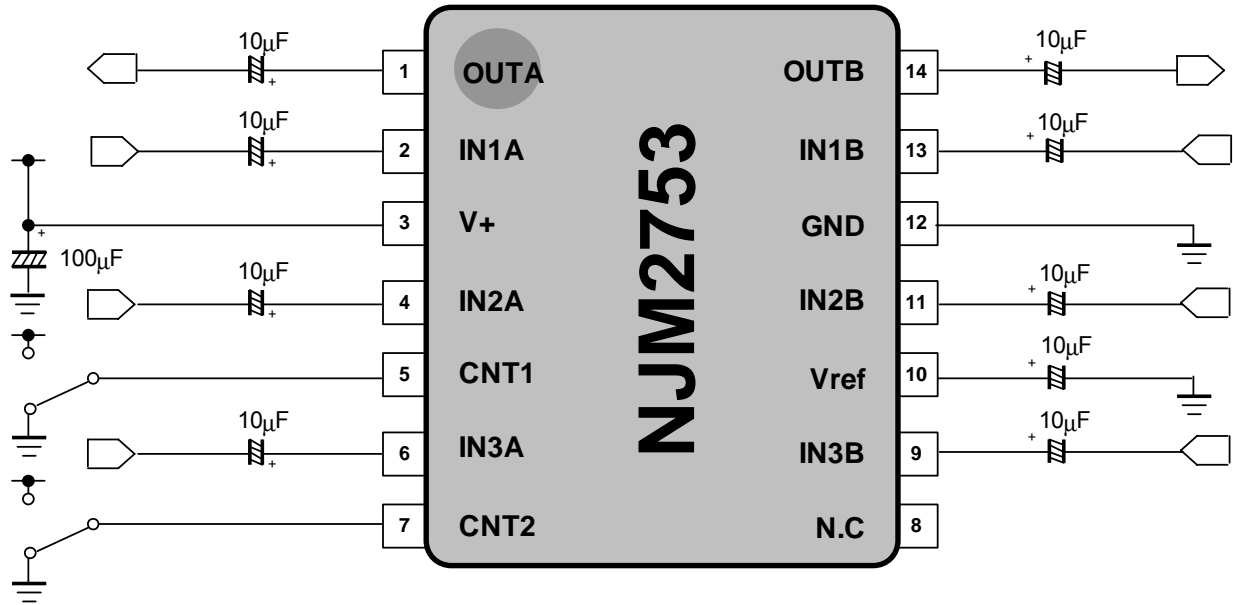 10μF
1
OUTA
10μF
2
IN1A
3
V+
100μF
10μF
4
IN2A
5
CNT1
10μF
6
IN3A
7
CNT2
NJM2753
OUTB
14
10μF
+
IN1B
13
10μF
+
GND
12
IN2B
11
10μF
+
Vref
10
10μF
+
IN3B
9
10μF
+
N.C
8
+
+
+
+
+